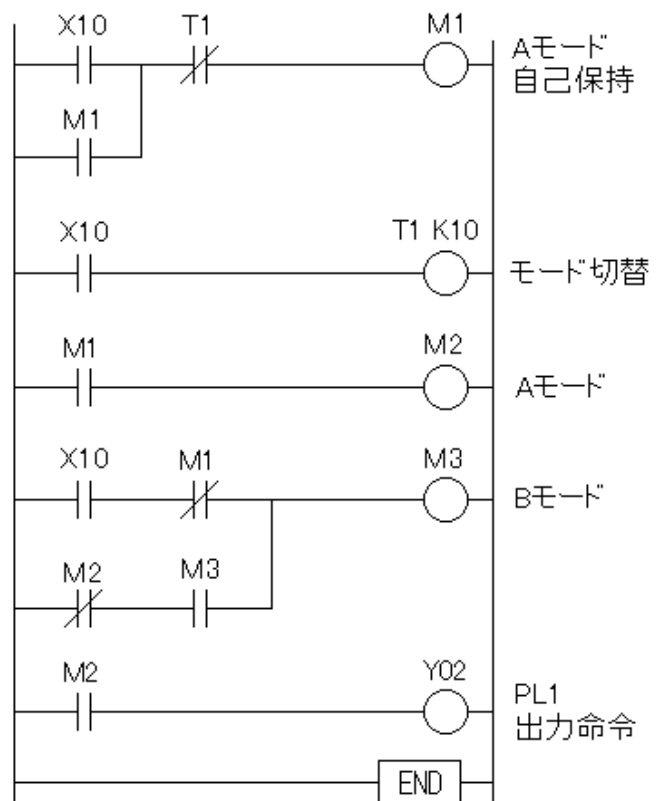 X10 T1 M1
Aモード
自己保持
M1
X10 T1 K10
モード切替
M1 M2
Aモード
X10 M1 M3
Bモード
M2 M3
M2 Y02
PL1
出力命令
END